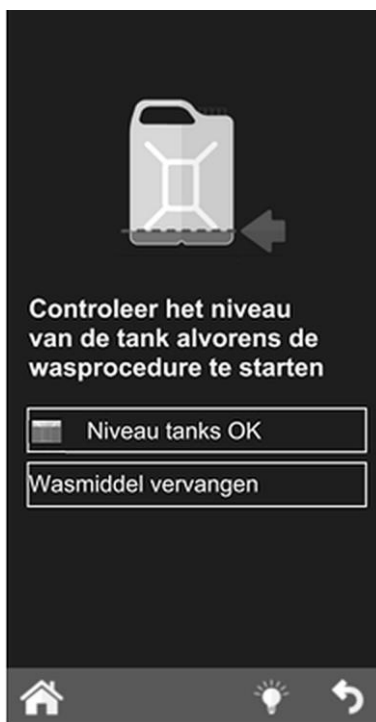 Controleer het niveau
van de tank alvorens de
wasprocedure te starten
Niveau tanks OK
Wasmiddel vervangen